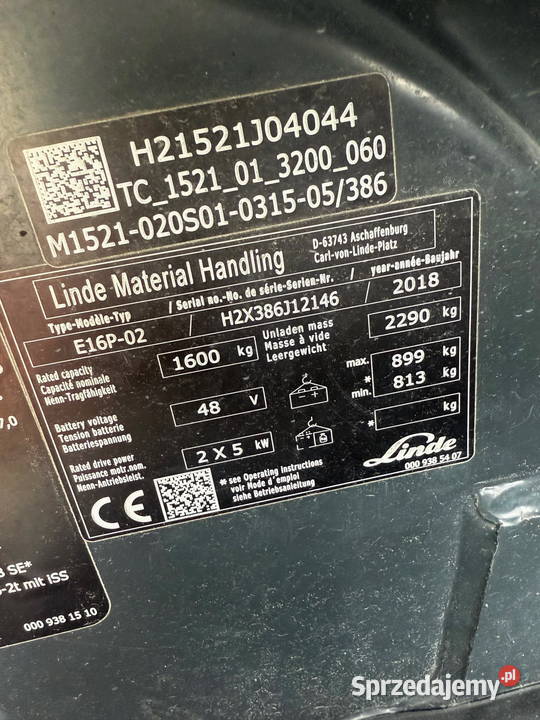 H21521J04044
TC_1521_01_3200_060
M1521-020S01-0315-05/386
Linde Material Handling
D-63743 Aschaffenburg
Carl-von-Linde-Platz
Type-Modèle-Typ / Serial no.-No. de série-Serien-Nr. / year-année-Baujahr
E16P-02 / H2X386J12146 / 2018
Rated capacity
Capacité nominale
Nenn-Tragfähigkeit
1600 kg
Unladen mass
Masse à vide
Leergewicht
2290 kg
Battery voltage
Tension batterie
Batteriespannung
48 V
max. 899 kg
* min. 813 kg
Rated drive power
Puissance motr.nom.
Nenn-Antriebsleist.
2 X 5 kW
* kg
* see Operating Instructions
voir Mode d'emploi
siehe Betriebsanleitung
CE
Linde
000 938 54 07
7,0
3 SE*
-2t mit iSS
000 938 15 10
Sprzedajemy.pl